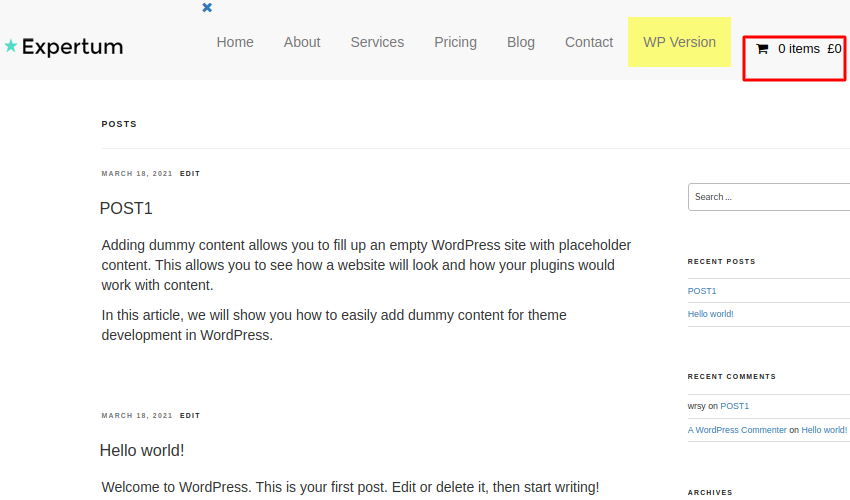 Expertum
Home About Services Pricing Blog Contact WP Version
0 items £0
POSTS
MARCH 18, 2021 EDIT
POST1
Adding dummy content allows you to fill up an empty WordPress site with placeholder
content. This allows you to see how a website will look and how your plugins would
work with content.
In this article, we will show you how to easily add dummy content for theme
development in WordPress.
MARCH 18, 2021 EDIT
Hello world!
Welcome to WordPress. This is your first post. Edit or delete it, then start writing!
Search ...
RECENT POSTS
POST1
Hello world!
RECENT COMMENTS
wrsy on POST1
A WordPress Commenter on Hello world!
ARCHIVES